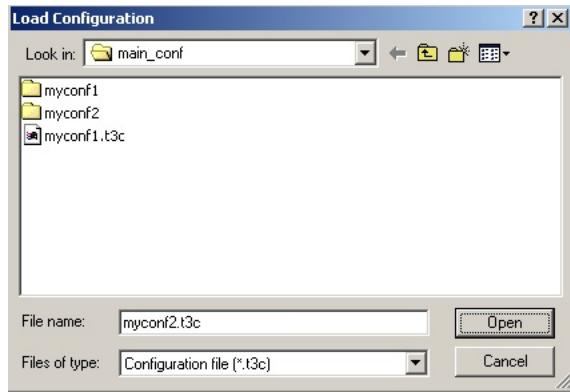 Load Configuration
Look in: main_conf
myconf1
myconf2
myconf1.t3c
File name: myconf2.t3c Open
Files of type: Configuration file (*.t3c) Cancel